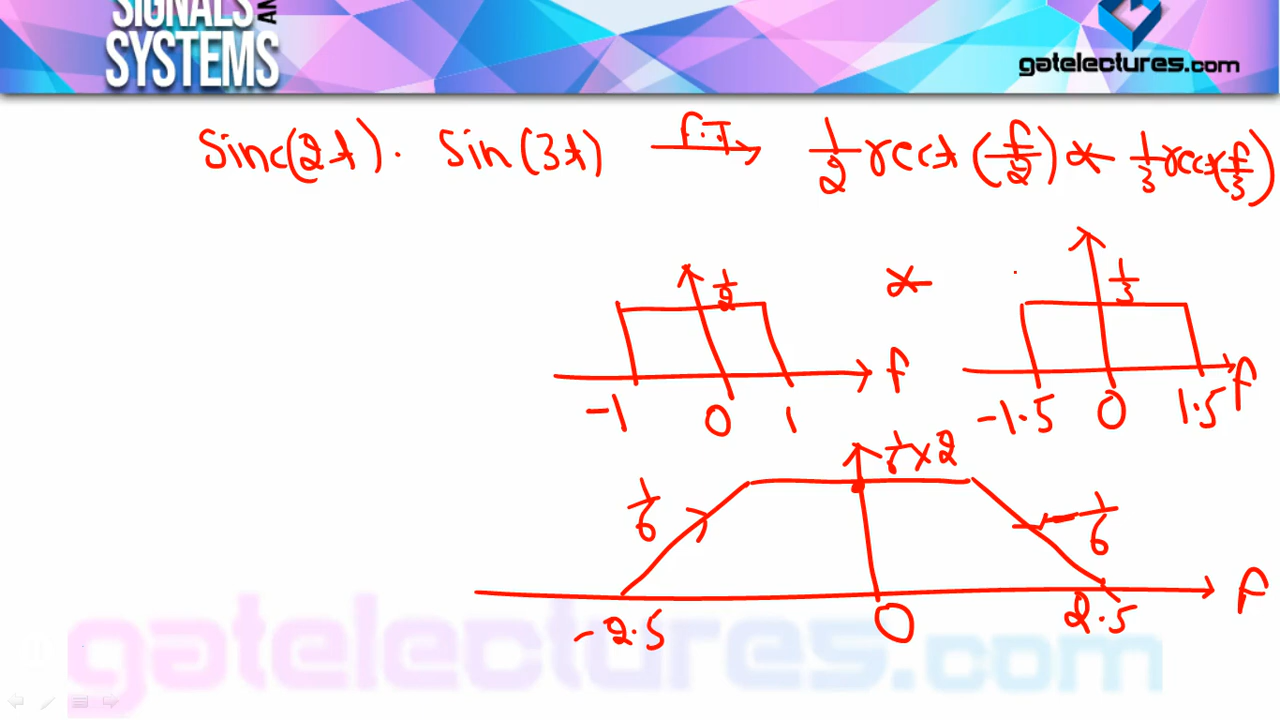 SIGNALS AN
SYSTEMS
gatelectures.com
Sinc(2t) . Sin(3t) F.T → 1/2 rect(f/2) * 1/3 rect(f/3)
1/2 * 1/3
f f
-1 0 1 -1.5 0 1.5
1/6 × 2
1/6 1/6
f
-2.5 0 2.5
gatelectures.com